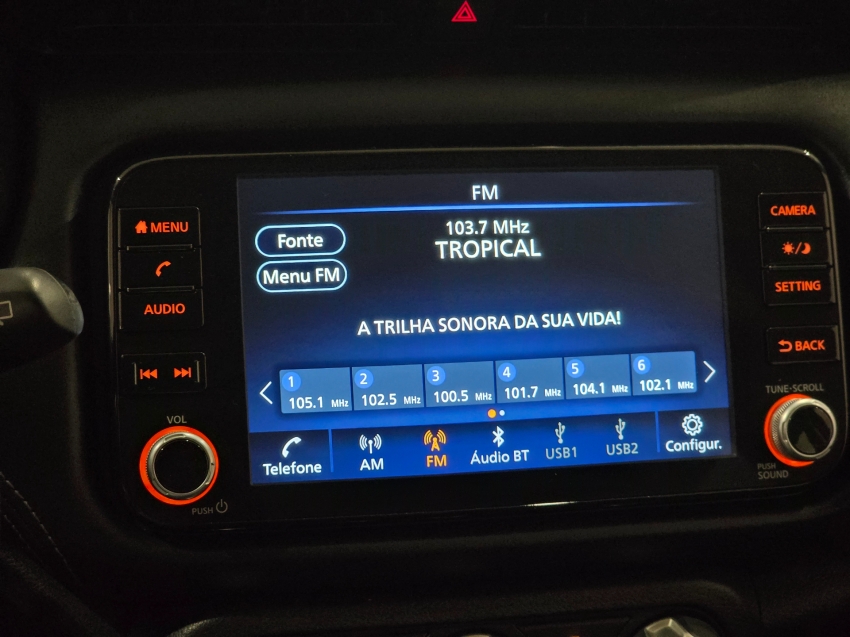 FM
103.7 MHz
TROPICAL
Fonte
Menu FM
A TRILHA SONORA DA SUA VIDA!
1 105.1 MHz
2 102.5 MHz
3 100.5 MHz
4 101.7 MHz
5 104.1 MHz
6 102.1 MHz
Telefone
AM
FM
Áudio BT
USB1
USB2
Configur.
MENU
AUDIO
VOL
PUSH
CAMERA
SETTING
BACK
TUNE·SCROLL
PUSH
SOUND